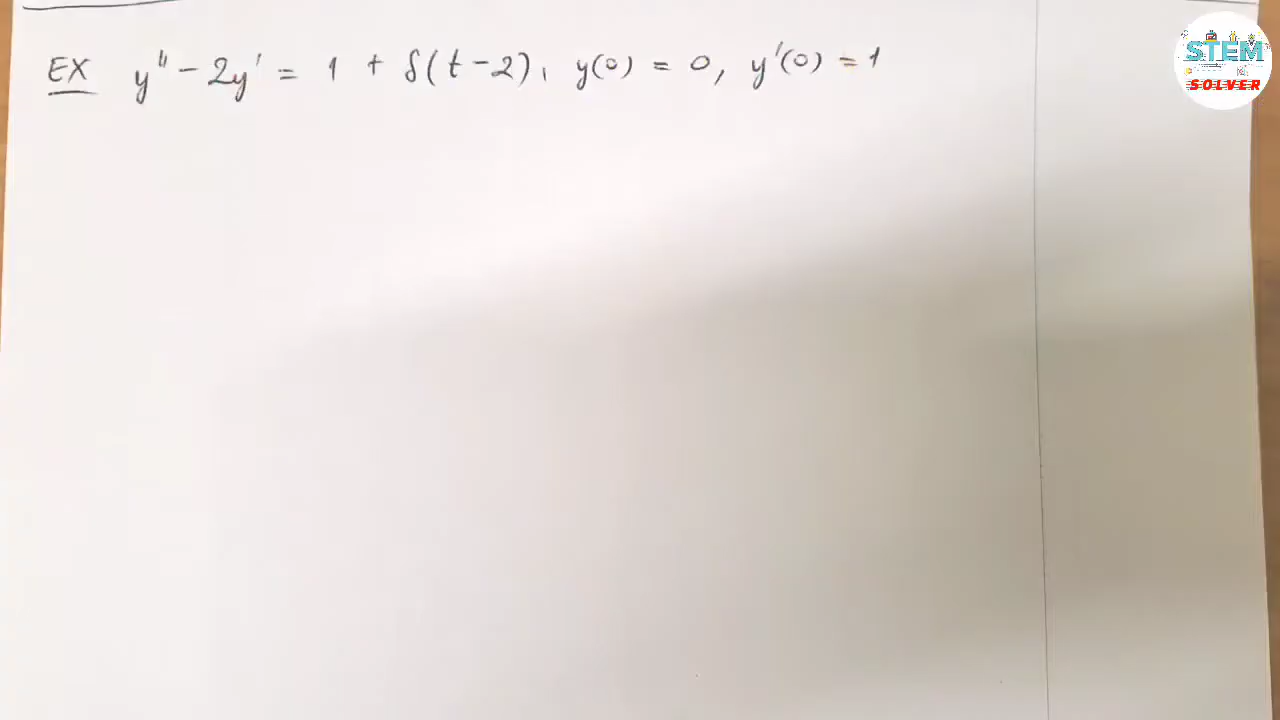 EX y'' - 2y' = 1 + δ(t-2), y(0) = 0, y'(0) = 1
STEM
SOLVER